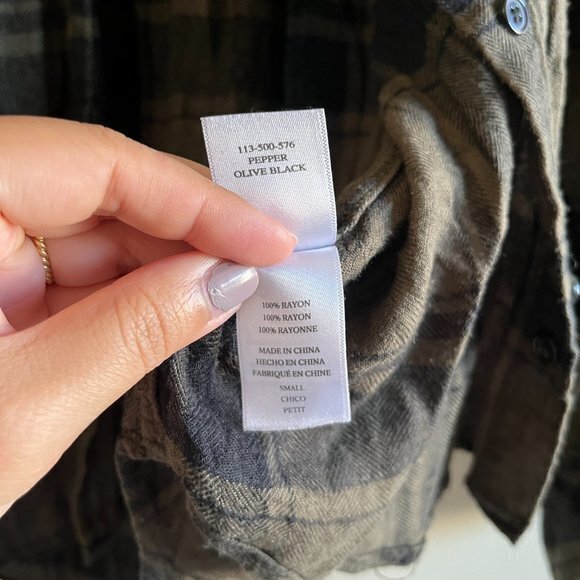 113-500-576
PEPPER
OLIVE BLACK
100% RAYON
100% RAYON
100% RAYONNE
MADE IN CHINA
HECHO EN CHINA
FABRIQUÉ EN CHINE
SMALL
CHICO
PETIT